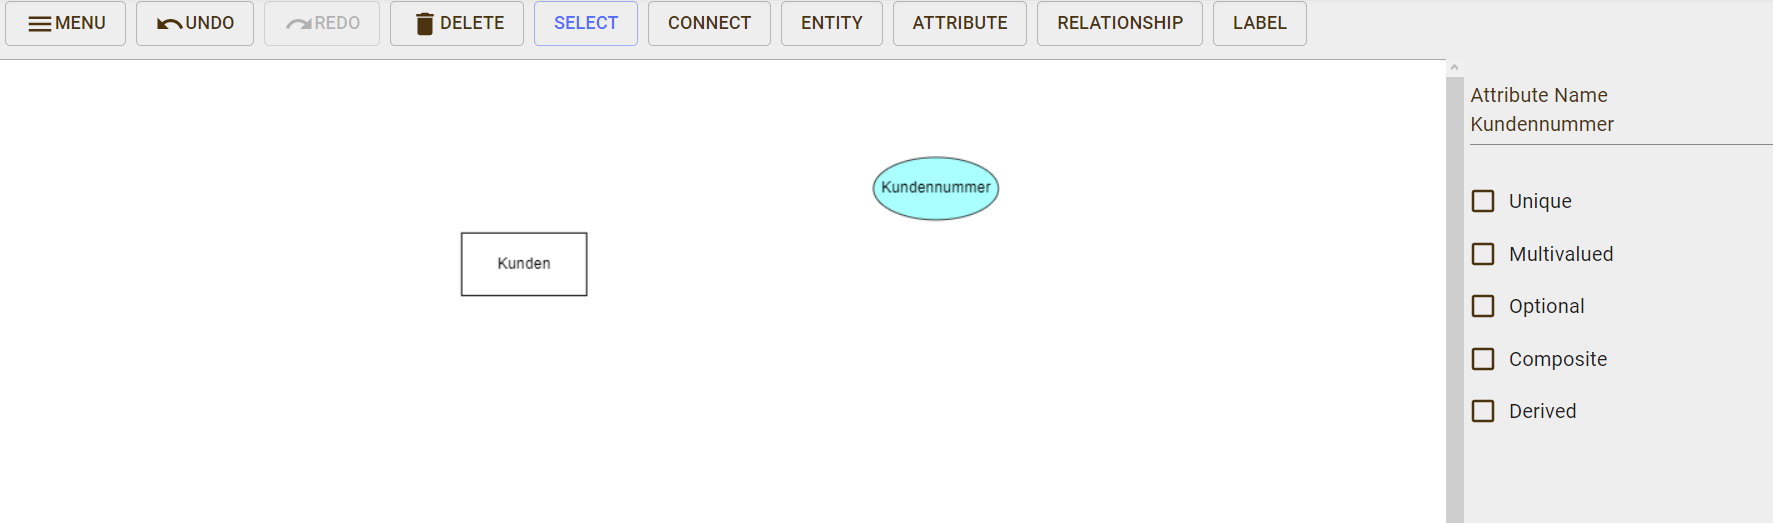 MENU UNDO REDO DELETE SELECT CONNECT ENTITY ATTRIBUTE RELATIONSHIP LABEL
Attribute Name
Kundennummer
Kundennummer
Unique
Multivalued
Kunden
Optional
Composite
Derived